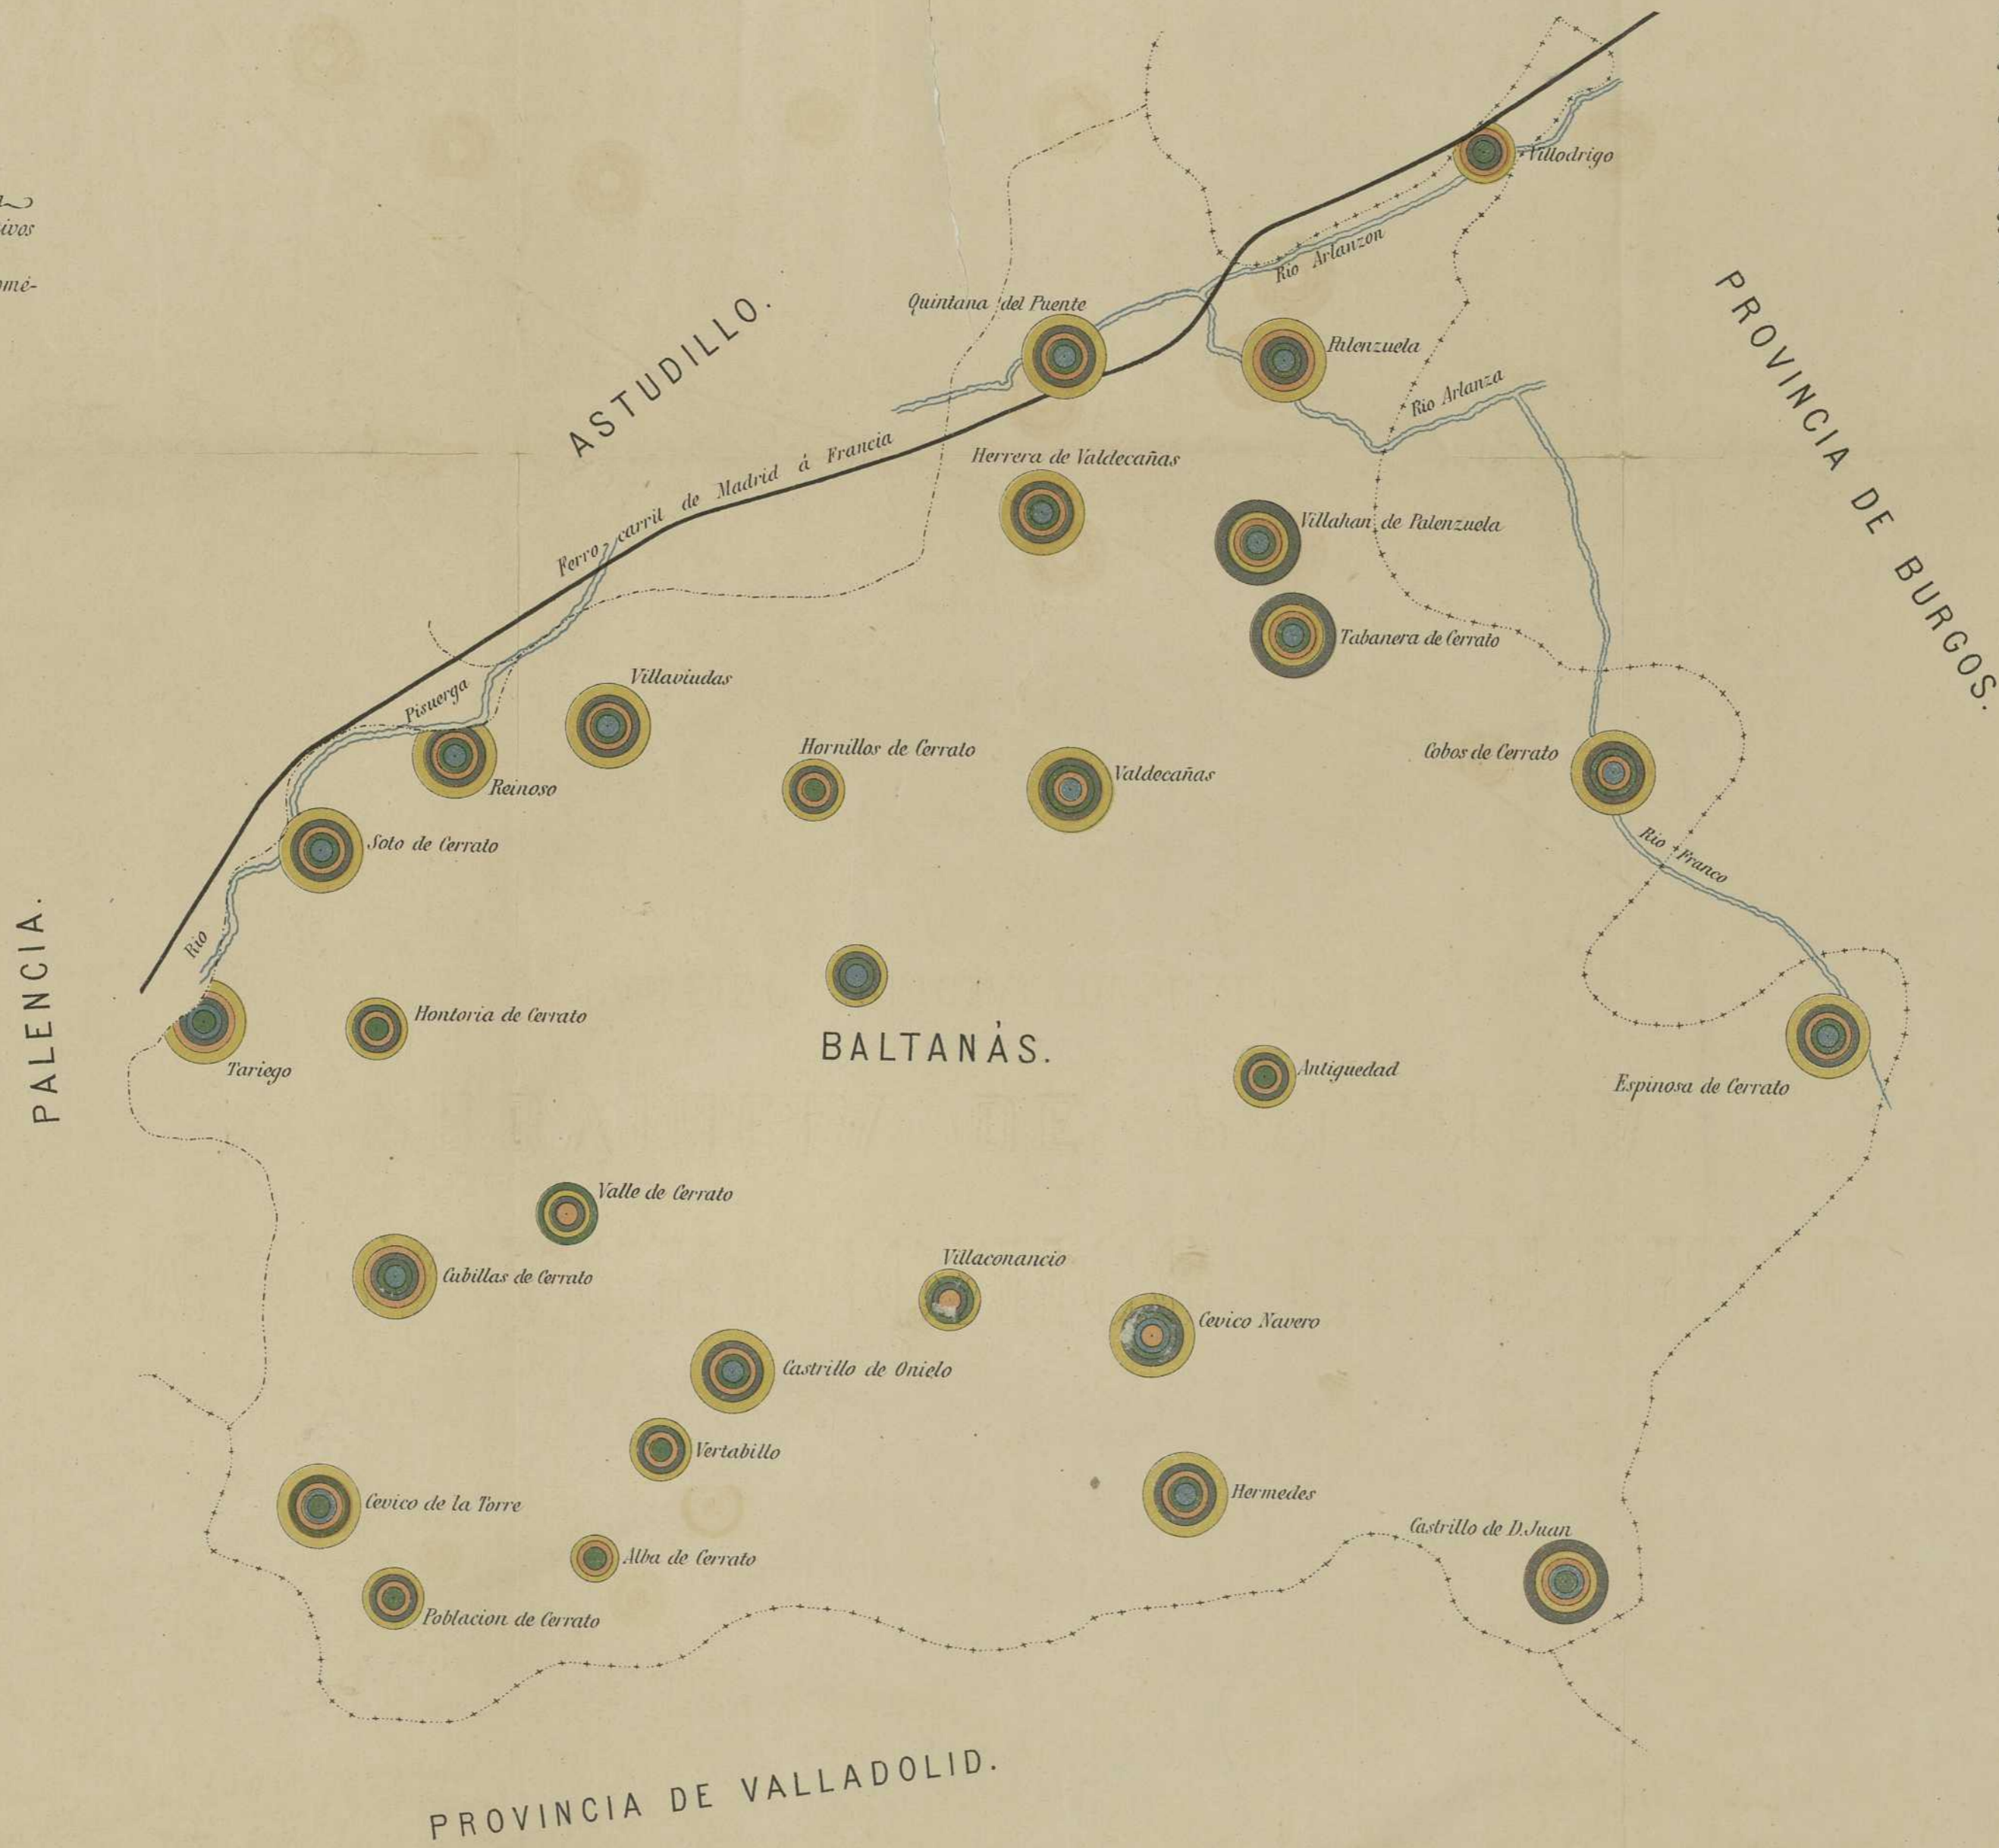 ivos
omé-
Villodrigo
Rio Arlanzon
Quintana del Puente
Palenzuela
PROVINCIA DE BURGOS.
ASTUDILLO.
Rio Arlanza
Ferro-carril de Madrid á Francia
Herrera de Valdecañas
Villahan de Palenzuela
Tabanera de Cerrato
Villaviudas
Pisuerga
Hornillos de Cerrato
Valdecañas
Cobos de Cerrato
Reinoso
Soto de Cerrato
Rio Franco
Rio
PALENCIA.
Hontoria de Cerrato
BALTANÁS.
Tariego
Antiguedad
Espinosa de Cerrato
Valle de Cerrato
Villaconancio
Cubillas de Cerrato
Cevico Navero
Castrillo de Onielo
Vertabillo
Cevico de la Torre
Hermedes
Castrillo de D. Juan
Alba de Cerrato
Poblacion de Cerrato
PROVINCIA DE VALLADOLID.